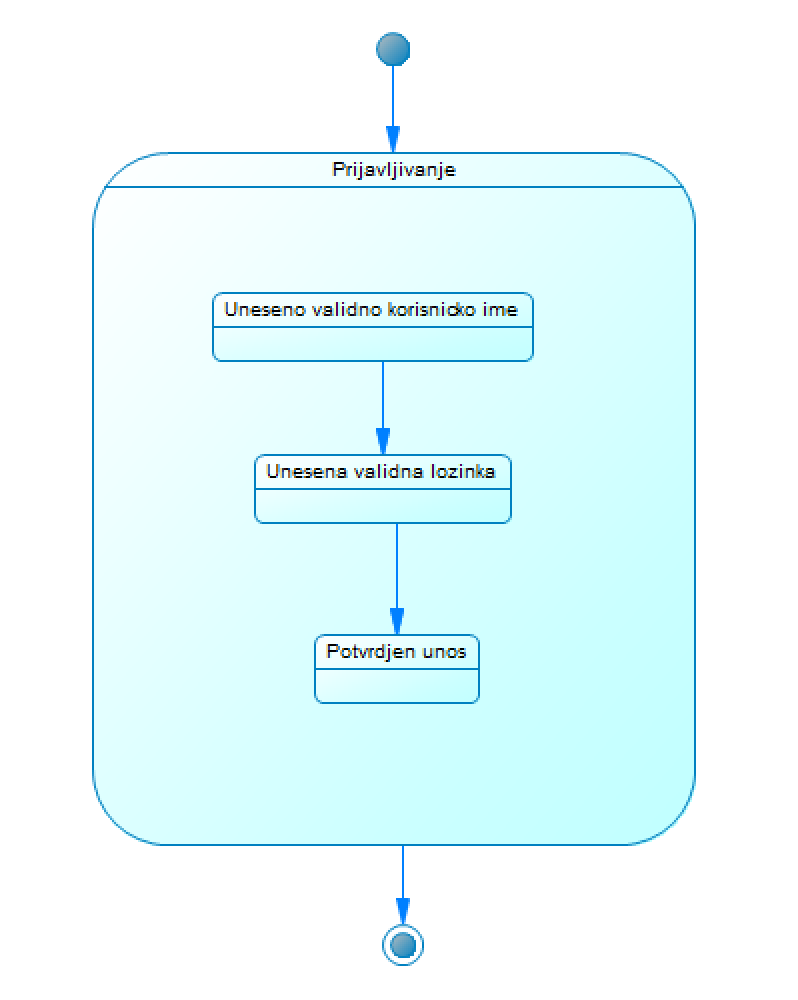 Prijavljivanje
Uneseno validno korisnicko ime
Unesena validna lozinka
Potvrdjen unos